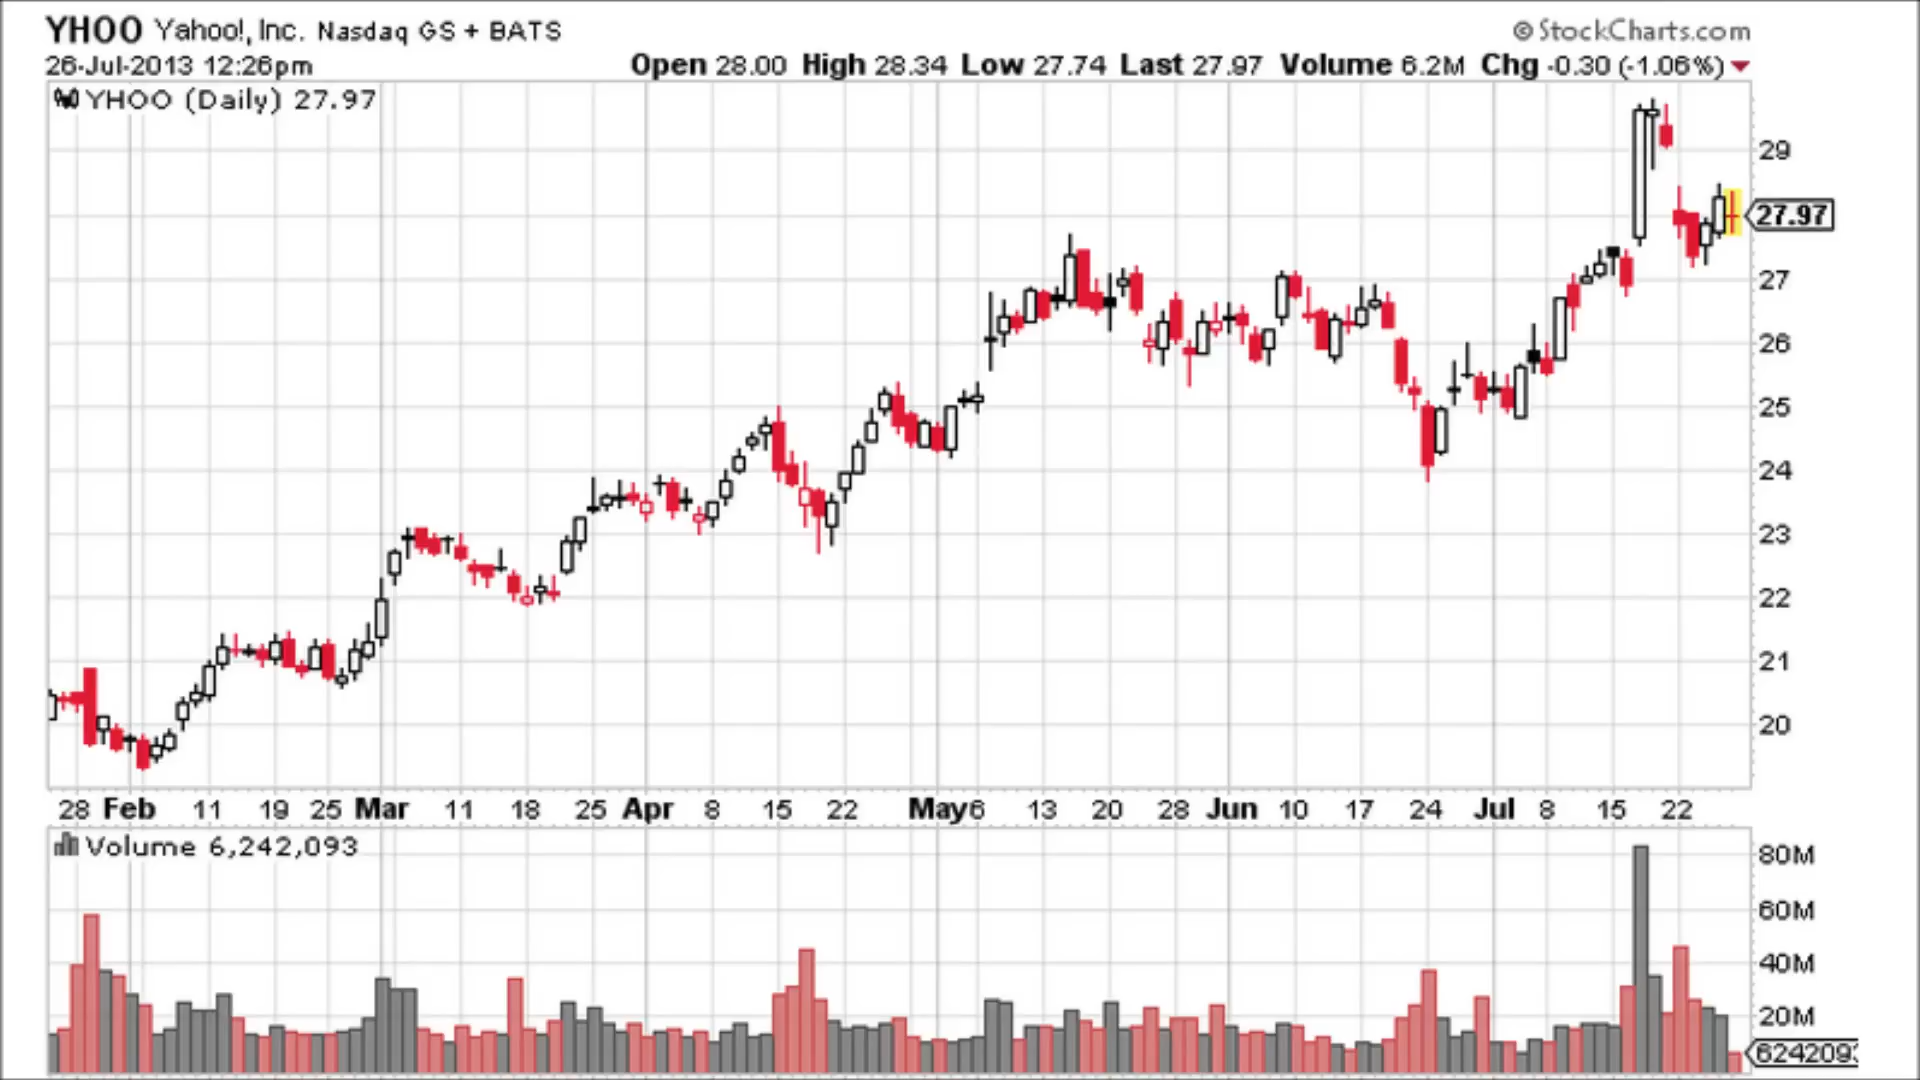 YHOO Yahoo!, Inc. Nasdaq GS + BATS
© StockCharts.com
26-Jul-2013 12:26pm
Open 28.00 High 28.34 Low 27.74 Last 27.97 Volume 6.2M Chg -0.30 (-1.06%)
YHOO (Daily) 27.97
29
27.97
27
26
25
24
23
22
21
20
28 Feb 11 19 25 Mar 11 18 25 Apr 8 15 22 May 6 13 20 28 Jun 10 17 24 Jul 8 15 22
Volume 6,242,093
80M
60M
40M
20M
6242093